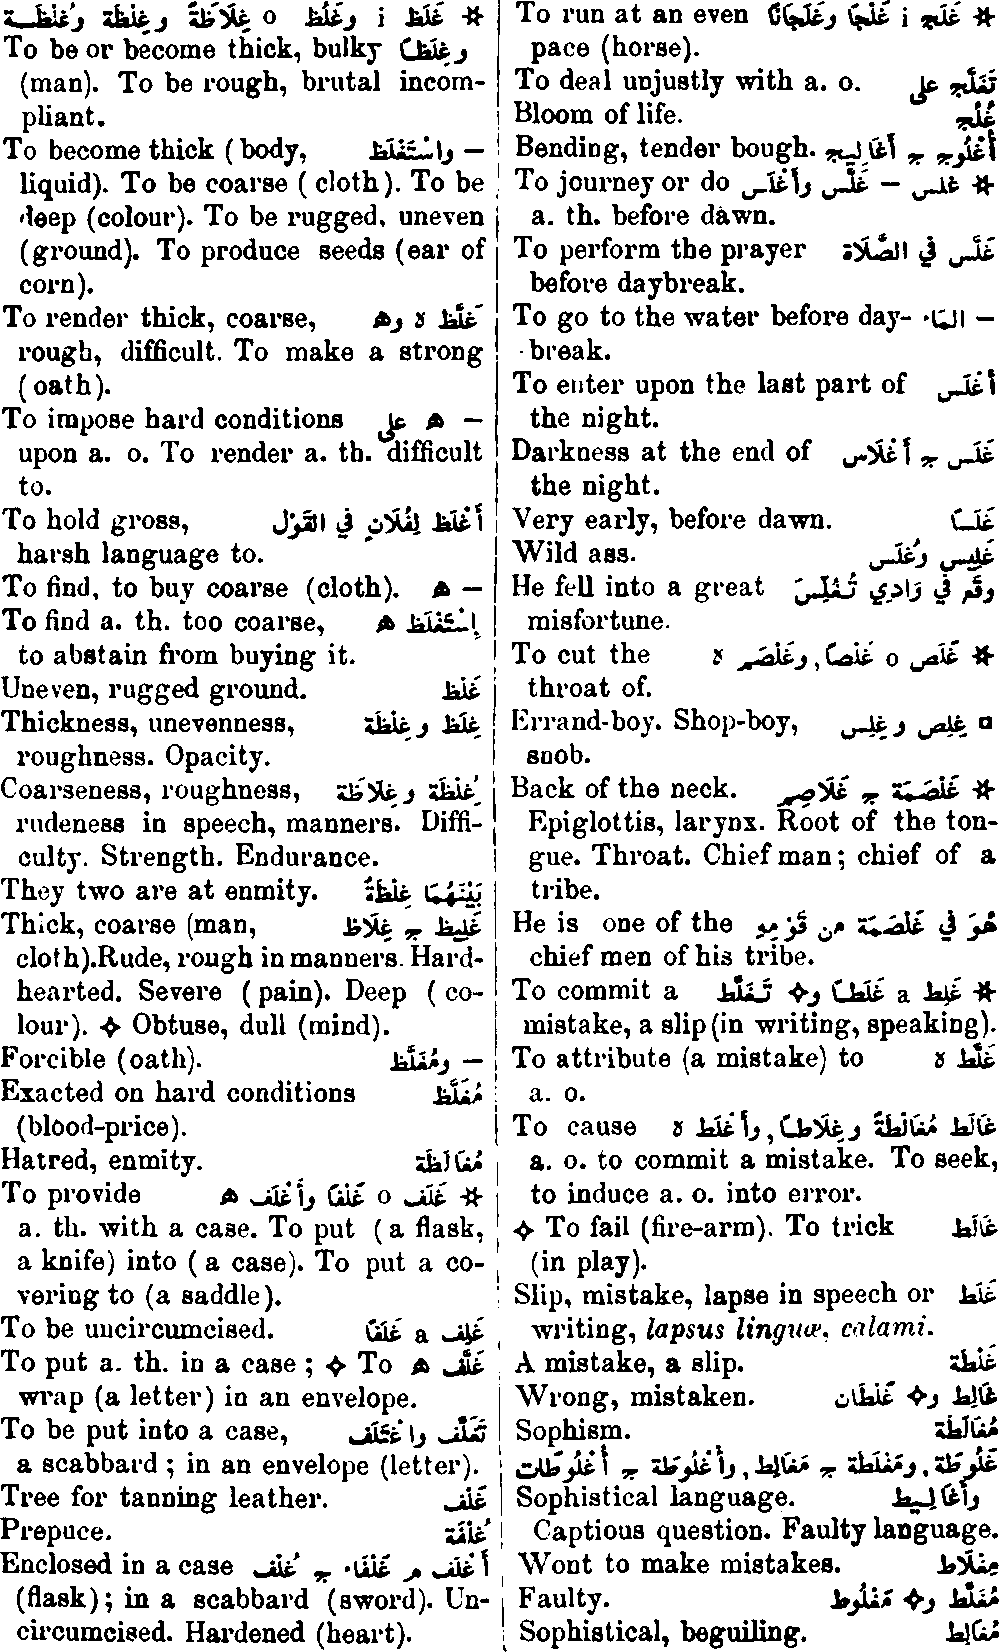 To run at an even ✲ غَلَج i غَلْجًا وغَلَجَانًا
pace (horse).
To deal unjustly with a. o. تَغَلَّج على
Bloom of life. غُلُج
Bending, tender bough. أُغْلُوج ج أَغَالِيج
To journey or do ✲ غلس – غَلَّس وأَغْلَس
a. th. before dawn.
To perform the prayer غَلَّس في الصَّلَاة
before daybreak.
To go to the water before day- – المَاء
break.
To enter upon the last part of أَغْلَس
the night.
Darkness at the end of غَلَس ج أَغْلَاس
the night.
Very early, before dawn. غَلَسًا
Wild ass. غَلِيس وغُلَس
He fell into a great وقَع في وَادِي تُغُلِّسَ
misfortune.
To cut the ✲ غَلَص o غَلْصًا, وغَلْصَم ه
throat of.
Errand-boy. Shop-boy, ▫ غِلِص وغِلِس
snob.
Back of the neck. ✲ غَلْصَمَة ج غَلَاصِم
Epiglottis, larynx. Root of the ton-
gue. Throat. Chief man; chief of a
tribe.
He is one of the هُوَ في غَلْصَمَة من قَوْمِهِ
chief men of his tribe.
To commit a ✲ غَلِط a غَلَطًا و✧ تَغَلَّط
mistake, a slip (in writing, speaking).
To attribute (a mistake) to غَلَّط ه
a. o.
To cause غَالَط مُغَالَطَةً وغِلَاطًا, وأَغْلَط ه
a. o. to commit a mistake. To seek,
to induce a. o. into error.
✧ To fail (fire-arm). To trick غَالَط
(in play).
Slip, mistake, lapse in speech or غَلَط
writing, lapsus linguæ, calami.
A mistake, a slip. غَلْطَة
Wrong, mistaken. غَالِط و✧ غَلْطَان
Sophism. مُغَالَطَة
غَلُوطَة, ومَغْلَطَة ج مَغَالِط, وأُغْلُوطَة ج أُغْلُوطَات
Sophistical language. وأَغَالِيط
Captious question. Faulty language.
Wont to make mistakes. مِغْلَاط
Faulty. مُغَلَّط و✧ مَغْلُوط
Sophistical, beguiling. مُغَالِط
✲ غَلَظ i وغَلُظ o غِلَاظَةً وغِلْظَة وغُلْظَة
To be or become thick, bulky وغِلَظًا
(man). To be rough, brutal incom-
pliant.
To become thick (body, – واسْتَغْلَظ
liquid). To be coarse (cloth). To be
deep (colour). To be rugged, uneven
(ground). To produce seeds (ear of
corn).
To render thick, coarse, غَلَّظ ه وه
rough, difficult. To make a strong
(oath).
To impose hard conditions – ه على
upon a. o. To render a. th. difficult
to.
To hold gross, أَغْلَظ لِفُلَانٍ في القَوْل
harsh language to.
To find, to buy coarse (cloth). – ه
To find a. th. too coarse, إِسْتَغْلَظ ه
to abstain from buying it.
Uneven, rugged ground. غَلْظ
Thickness, unevenness, غِلَظ وغِلْظَة
roughness. Opacity.
Coarseness, roughness, غُلْظَة وغِلَاظَة
rudeness in speech, manners. Diffi-
culty. Strength. Endurance.
They two are at enmity. بَيْنَهُمَا غِلْظَةٌ
Thick, coarse (man, غَلِيظ ج غِلَاظ
cloth). Rude, rough in manners. Hard-
hearted. Severe (pain). Deep (co-
lour). ✧ Obtuse, dull (mind).
Forcible (oath). – ومُغَلَّظ
Exacted on hard conditions مُغَلَّظ
(blood-price).
Hatred, enmity. مُغَالَظَة
To provide ✲ غَلَف o غَلْفًا وأَغْلَف ه
a. th. with a case. To put (a flask,
a knife) into (a case). To put a co-
vering to (a saddle).
To be uncircumcised. غَلِف a غَلَفًا
To put a. th. in a case; ✧ To غَلَّف ه
wrap (a letter) in an envelope.
To be put into a case, تَغَلَّف واغْتَلَف
a scabbard; in an envelope (letter).
Tree for tanning leather. غَلْف
Prepuce. غُلْفَة
Enclosed in a case أَغْلَف م غَلْفَاء ج غُلْف
(flask); in a scabbard (sword). Un-
circumcised. Hardened (heart).